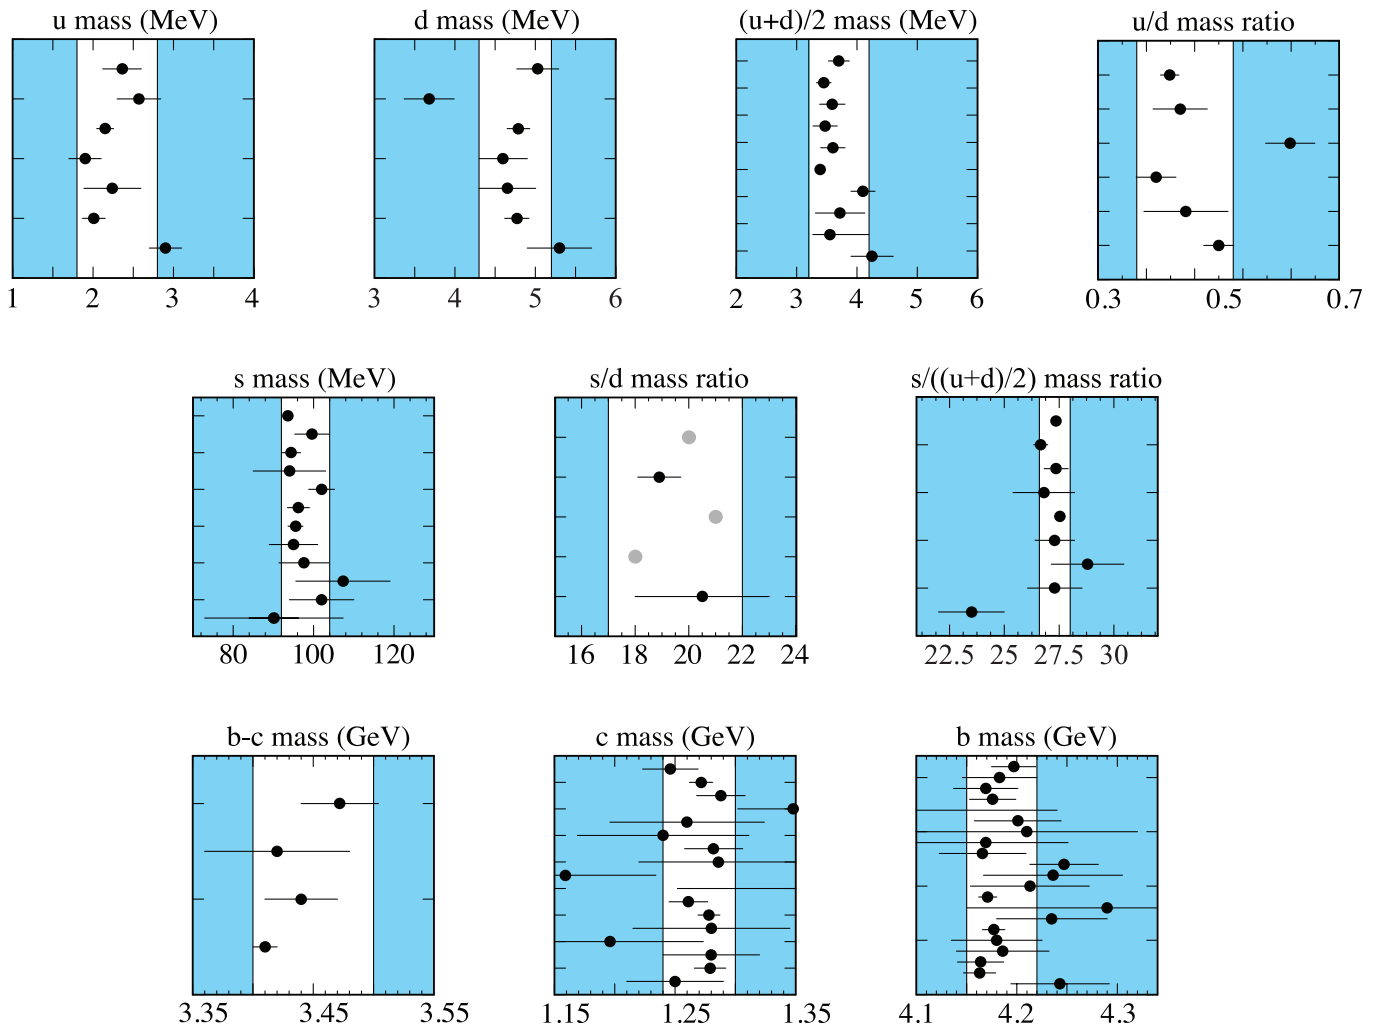 u mass (MeV) d mass (MeV) (u+d)/2 mass (MeV) u/d mass ratio
1 2 3 4 3 4 5 6 2 3 4 5 6 0.3 0.5 0.7
s mass (MeV) s/d mass ratio s/((u+d)/2) mass ratio
80 100 120 16 18 20 22 24 22.5 25 27.5 30
b-c mass (GeV) c mass (GeV) b mass (GeV)
3.35 3.45 3.55 1.15 1.25 1.35 4.1 4.2 4.3